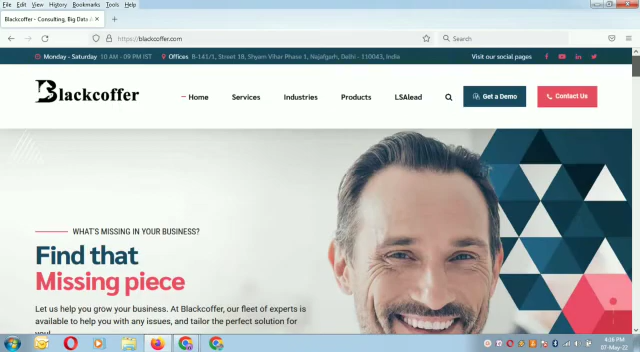 File Edit View History Bookmarks Tools Help
Blackcoffer - Consulting, Big Data A ×
https://blackcoffer.com
Search
Monday - Saturday 10 AM - 09 PM IST Offices R-141/1, Street 18, Shyam Vihar Phase 1, Najafgarh, Delhi - 110043, India Visit our social pages
Blackcoffer
Home Services Industries Products LSAlead Get a Demo Contact Us
WHAT'S MISSING IN YOUR BUSINESS?
Find that
Missing piece
Let us help you grow your business. At Blackcoffer, our fleet of experts is
available to help you with any issues, and tailor the perfect solution for
you!
4:16 PM
07-May-22